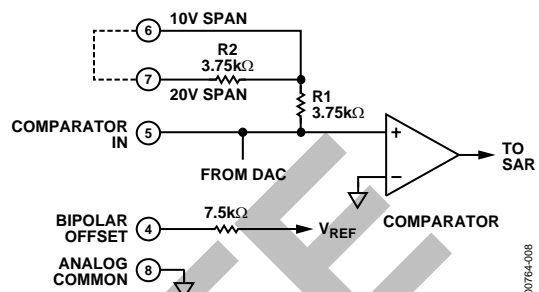 6
10V SPAN
R2
3.75kΩ
7
20V SPAN
R1
3.75kΩ
COMPARATOR
IN
5
+
−
TO
SAR
FROM DAC
COMPARATOR
BIPOLAR
OFFSET
4
7.5kΩ
VREF
ANALOG
COMMON
8
00764-008